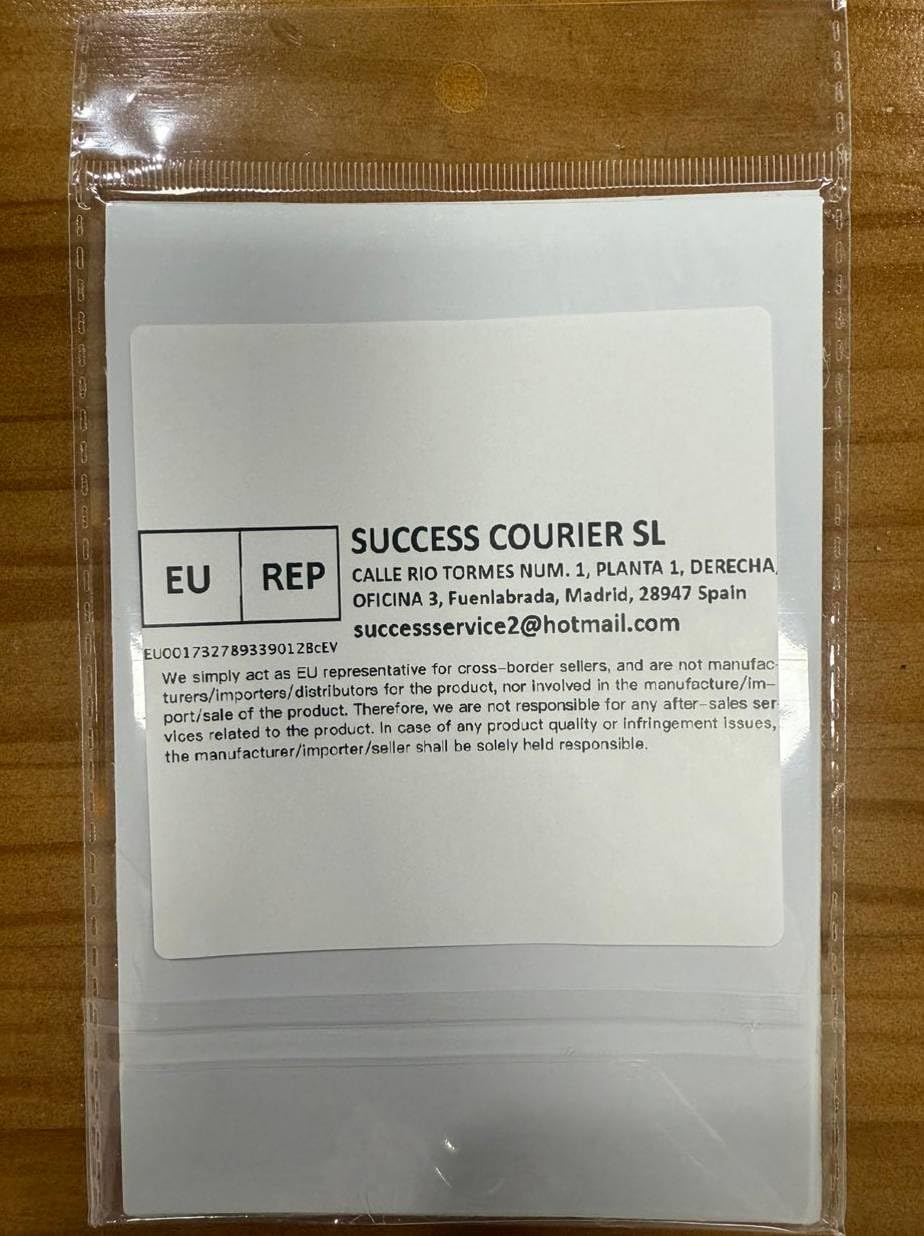 EU REP
SUCCESS COURIER SL
CALLE RIO TORMES NUM. 1, PLANTA 1, DERECHA,
OFICINA 3, Fuenlabrada, Madrid, 28947 Spain
successservice2@hotmail.com
EU001732789339012BcEV
We simply act as EU representative for cross-border sellers, and are not manufac-
turers/importers/distributors for the product, nor involved in the manufacture/im-
port/sale of the product. Therefore, we are not responsible for any after-sales ser
vices related to the product. In case of any product quality or infringement issues,
the manufacturer/importer/seller shall be solely held responsible.